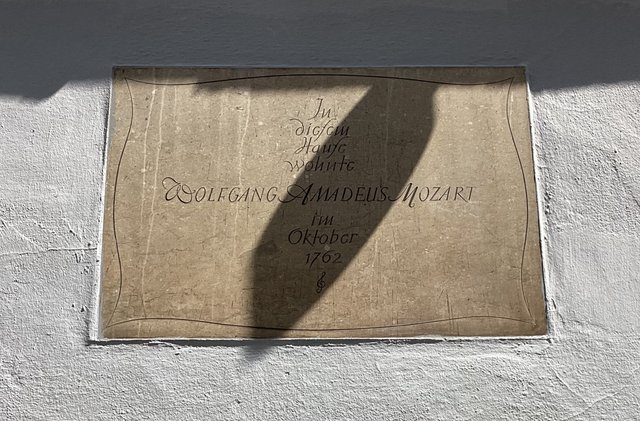 In
diesem
Hause
wohnte
Wolfgang Amadeus Mozart
im
Oktober
1762